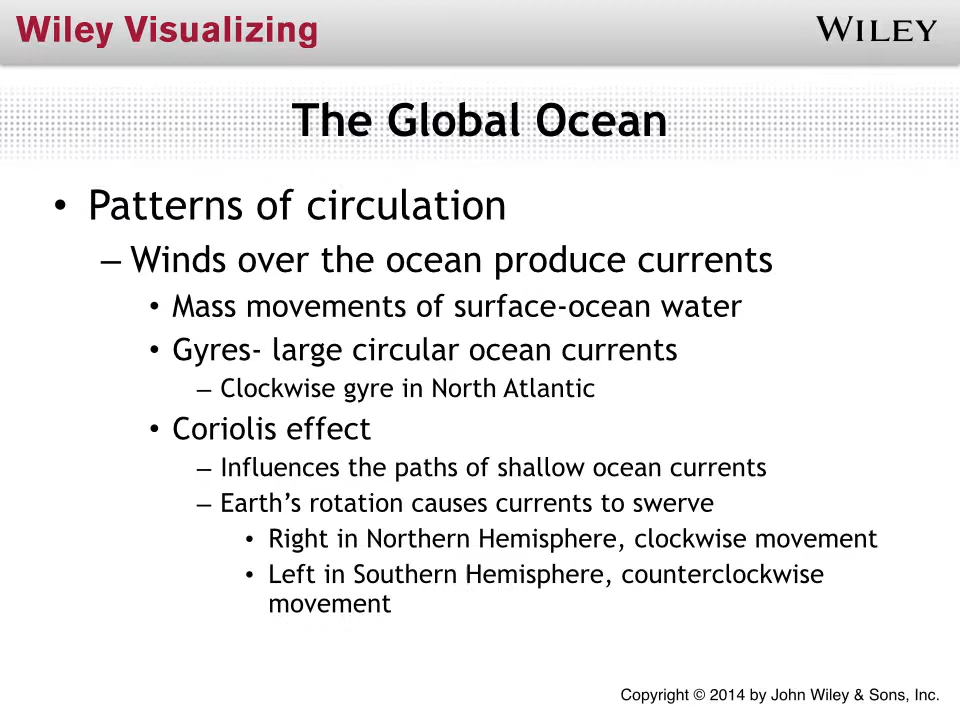 Wiley Visualizing
WILEY
The Global Ocean
• Patterns of circulation
– Winds over the ocean produce currents
• Mass movements of surface-ocean water
• Gyres- large circular ocean currents
– Clockwise gyre in North Atlantic
• Coriolis effect
– Influences the paths of shallow ocean currents
– Earth’s rotation causes currents to swerve
• Right in Northern Hemisphere, clockwise movement
• Left in Southern Hemisphere, counterclockwise
movement
Copyright © 2014 by John Wiley & Sons, Inc.